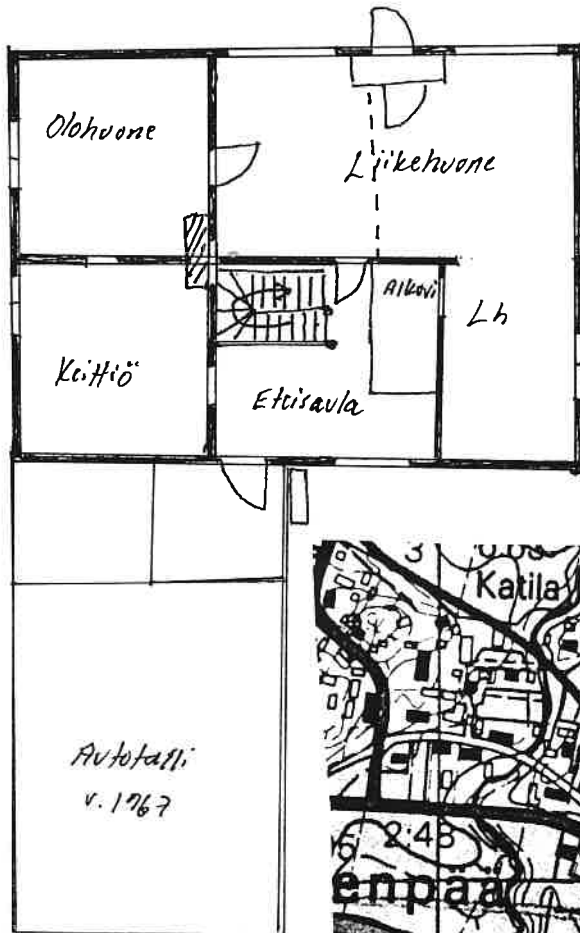 Olohuone
Liikehuone
Alkovi
Lh
Keittiö
Eteisaula
Autotalli
v. 1967
3
Katila
2:48
enpää